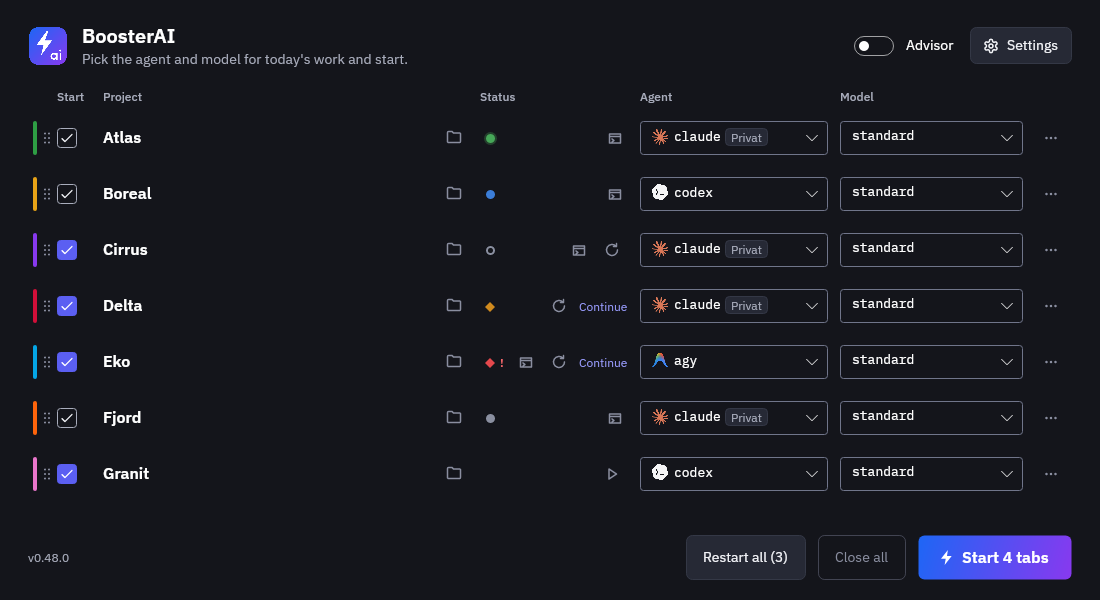 ai
BoosterAI
Pick the agent and model for today's work and start.
Advisor
Settings
Start Project Status Agent Model
Atlas claude Privat standard
Boreal codex standard
Cirrus claude Privat standard
Delta Continue claude Privat standard
Eko ! Continue agy standard
Fjord claude Privat standard
Granit codex standard
v0.48.0
Restart all (3)
Close all
Start 4 tabs